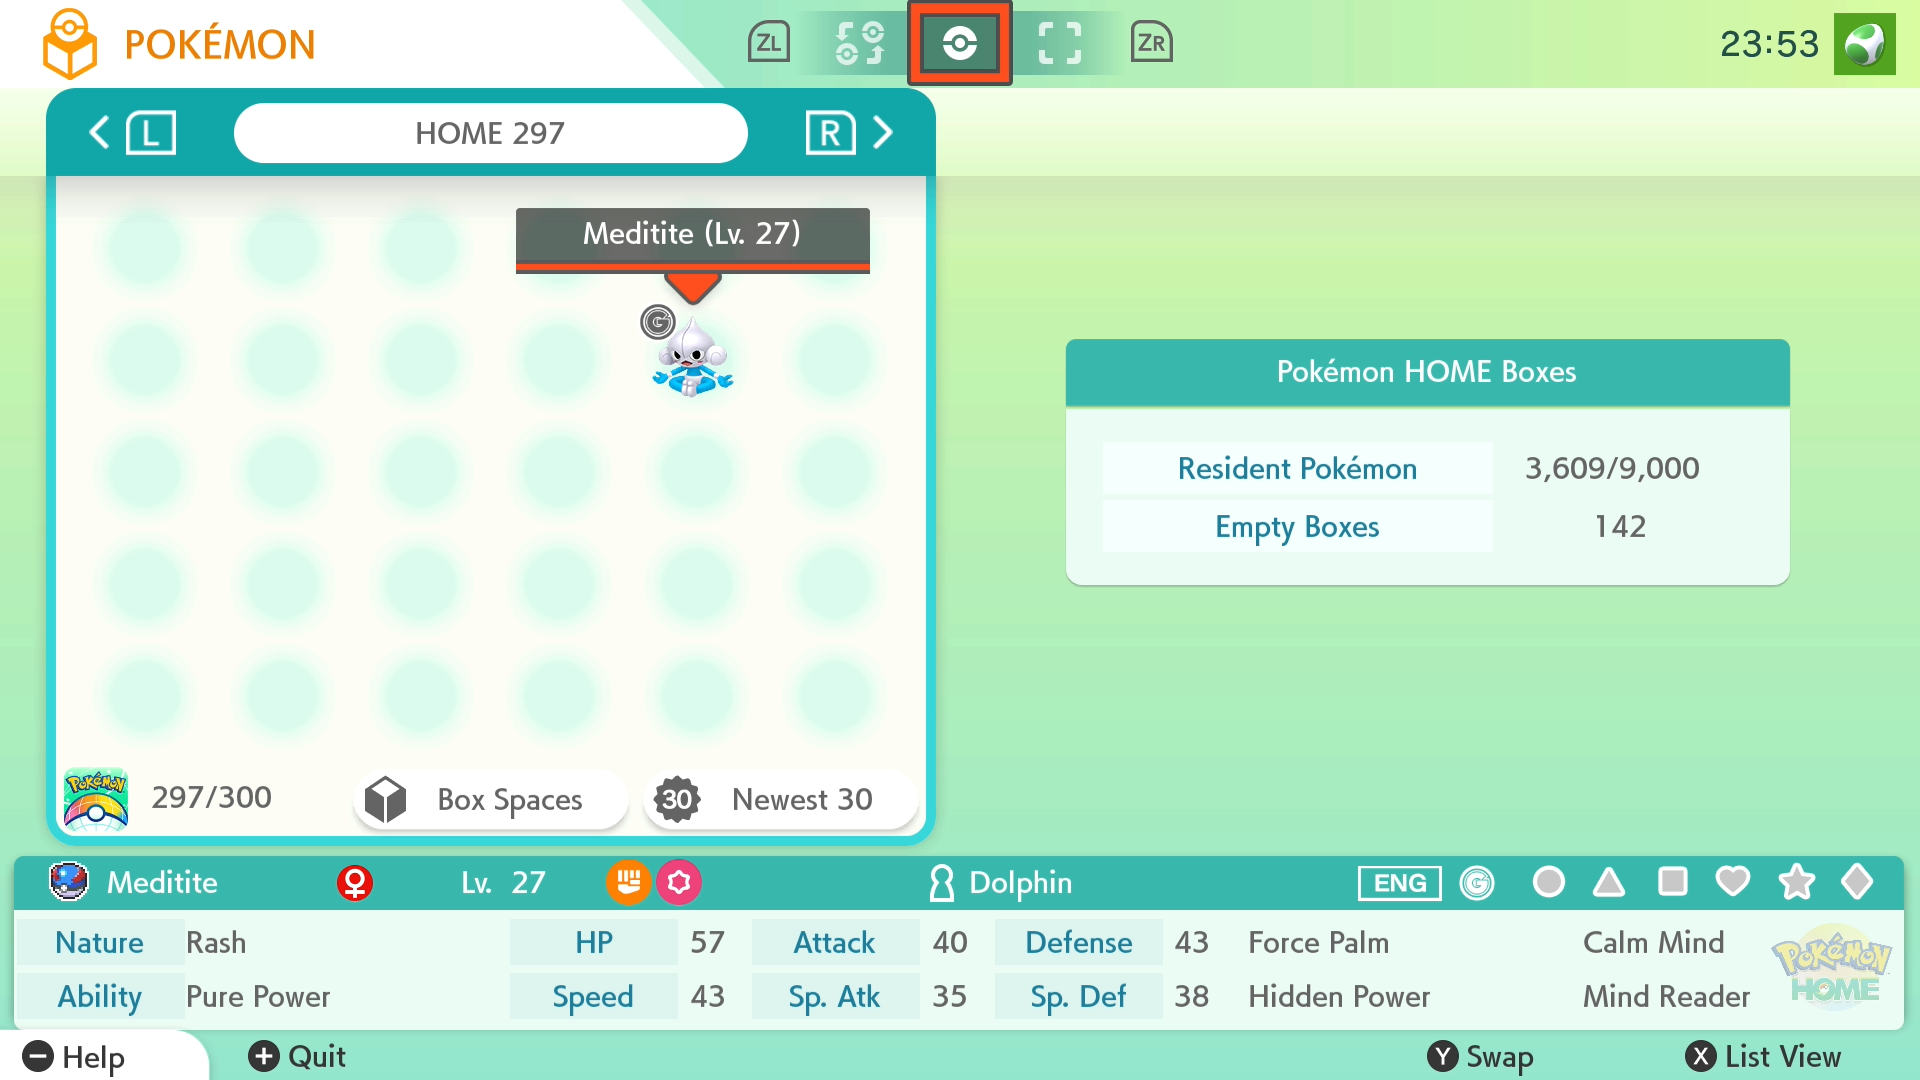 POKÉMON
ZL
ZR
23:53
L
HOME 297
R
Meditite (Lv. 27)
G
Pokémon HOME Boxes
Resident Pokémon 3,609/9,000
Empty Boxes 142
Pokémon
297/300
Box Spaces
30 Newest 30
Meditite Lv. 27 Dolphin ENG G
Nature Rash HP 57 Attack 40 Defense 43 Force Palm Calm Mind
Ability Pure Power Speed 43 Sp. Atk 35 Sp. Def 38 Hidden Power Mind Reader
Pokémon
HOME
Help
+ Quit
Y Swap
X List View